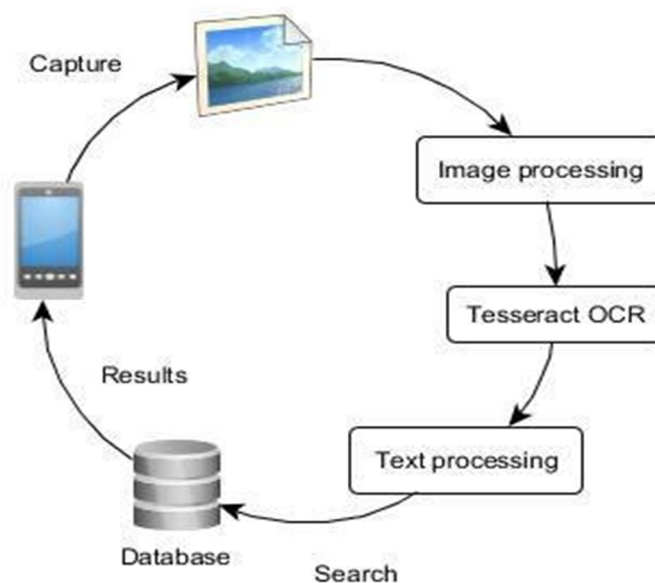 Capture
Image processing
Tesseract OCR
Results
Text processing
Database
Search